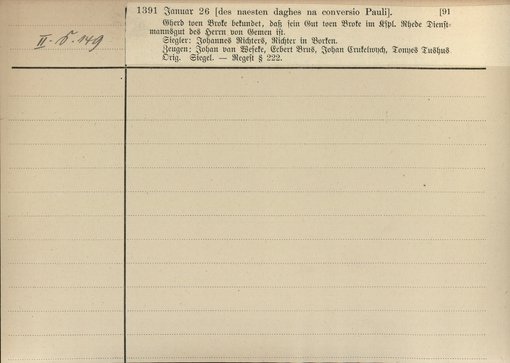 1391 Januar 26 [des naesten daghes na conversio Pauli]. [91
Gherd toen Broke bekundet, daß sein Gut toen Broke im Kspl. Rhede Dienst-
mannsgut des Herrn von Gemen ist.
Siegler: Johannes Richters, Richter in Borken.
Zeugen: Johan van Weseke, Ecbert Brus, Johan Crukelwych, Tonyes Tushus
Orig. Siegel. — Regest § 222.
II. S. 149